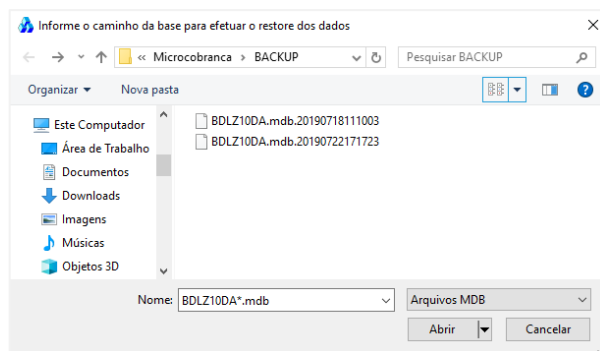 Informe o caminho da base para efetuar o restore dos dados
« Microcobranca › BACKUP
Pesquisar BACKUP
Organizar
Nova pasta
Este Computador
Área de Trabalho
Documentos
Downloads
Imagens
Músicas
Objetos 3D
BDLZ10DA.mdb.20190718111003
BDLZ10DA.mdb.20190722171723
Nome: BDLZ10DA*.mdb
Arquivos MDB
Abrir
Cancelar